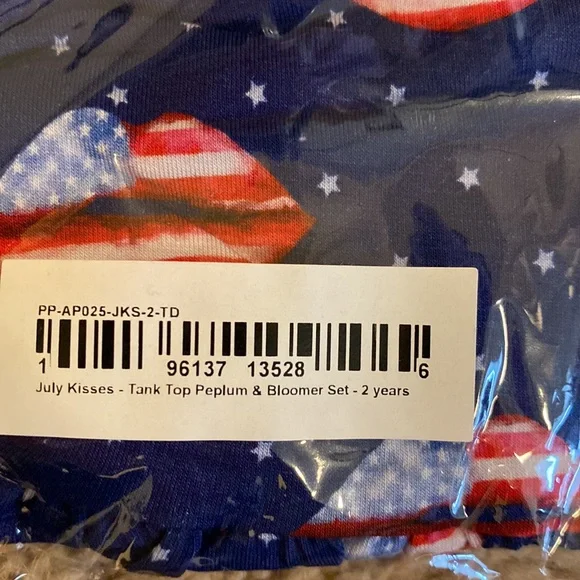 PP-AP025-JKS-2-TD
1 96137 13528 6
July Kisses - Tank Top Peplum & Bloomer Set - 2 years